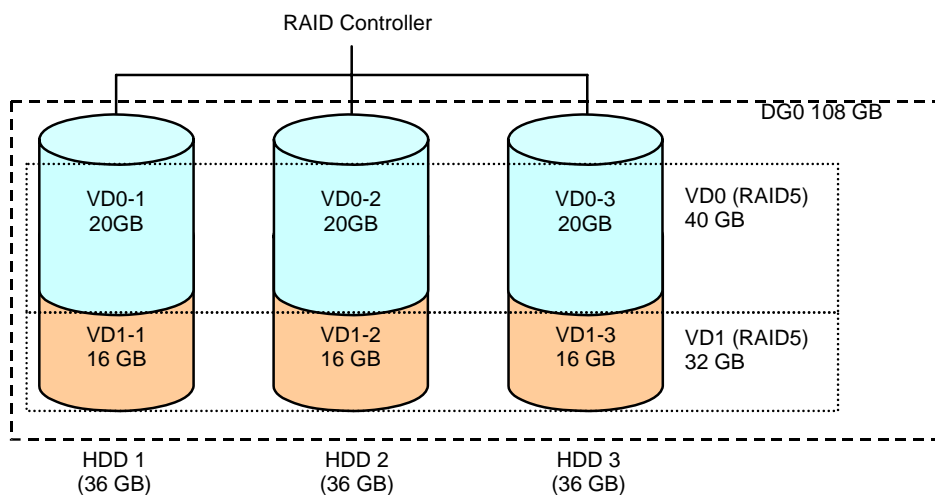 RAID Controller
DG0 108 GB
VD0-1
20GB
VD0-2
20GB
VD0-3
20GB
VD0 (RAID5)
40 GB
VD1-1
16 GB
VD1-2
16 GB
VD1-3
16 GB
VD1 (RAID5)
32 GB
HDD 1
(36 GB)
HDD 2
(36 GB)
HDD 3
(36 GB)